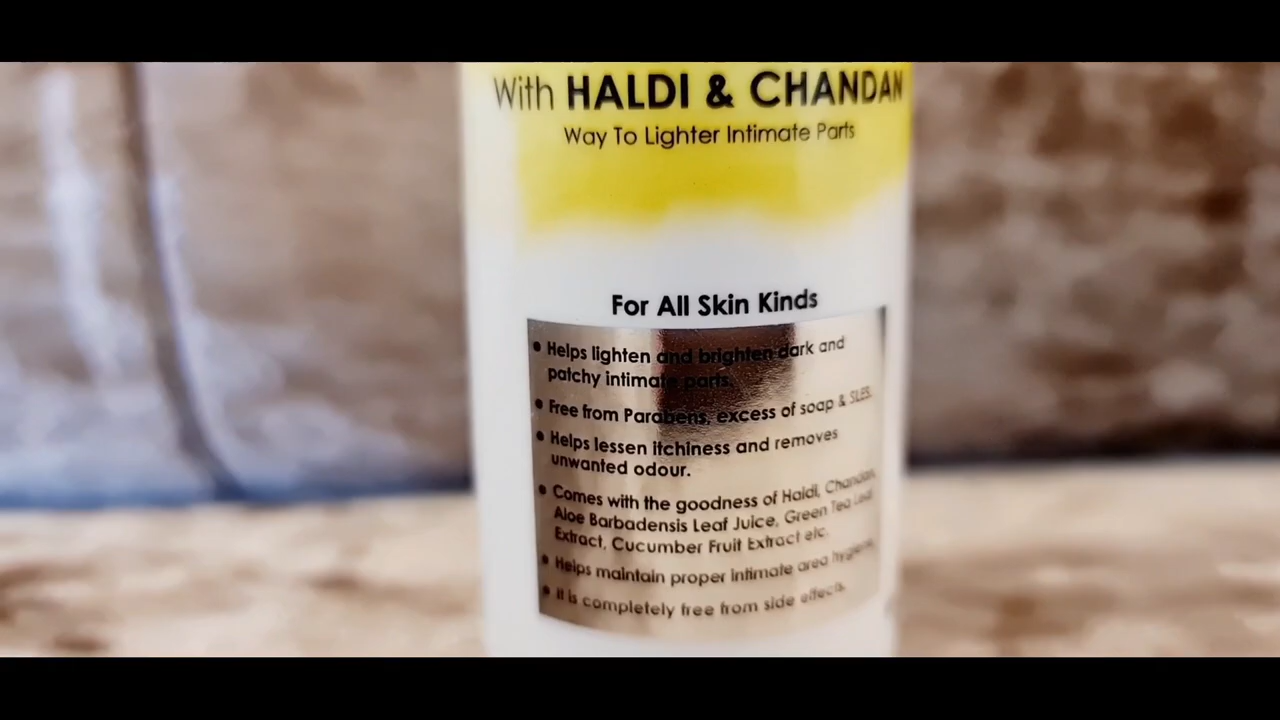 With HALDI & CHANDAN
Way To Lighter Intimate Parts
For All Skin Kinds
• Helps lighten and brighten dark and
patchy intimate parts.
• Free from Parabens, excess of soap & SLES.
• Helps lessen itchiness and removes
unwanted odour.
• Comes with the goodness of Haldi, Chandan,
Aloe Barbadensis Leaf Juice, Green Tea Leaf
Extract, Cucumber Fruit Extract etc.
• Helps maintain proper intimate area hygiene.
• It is completely free from side effects.